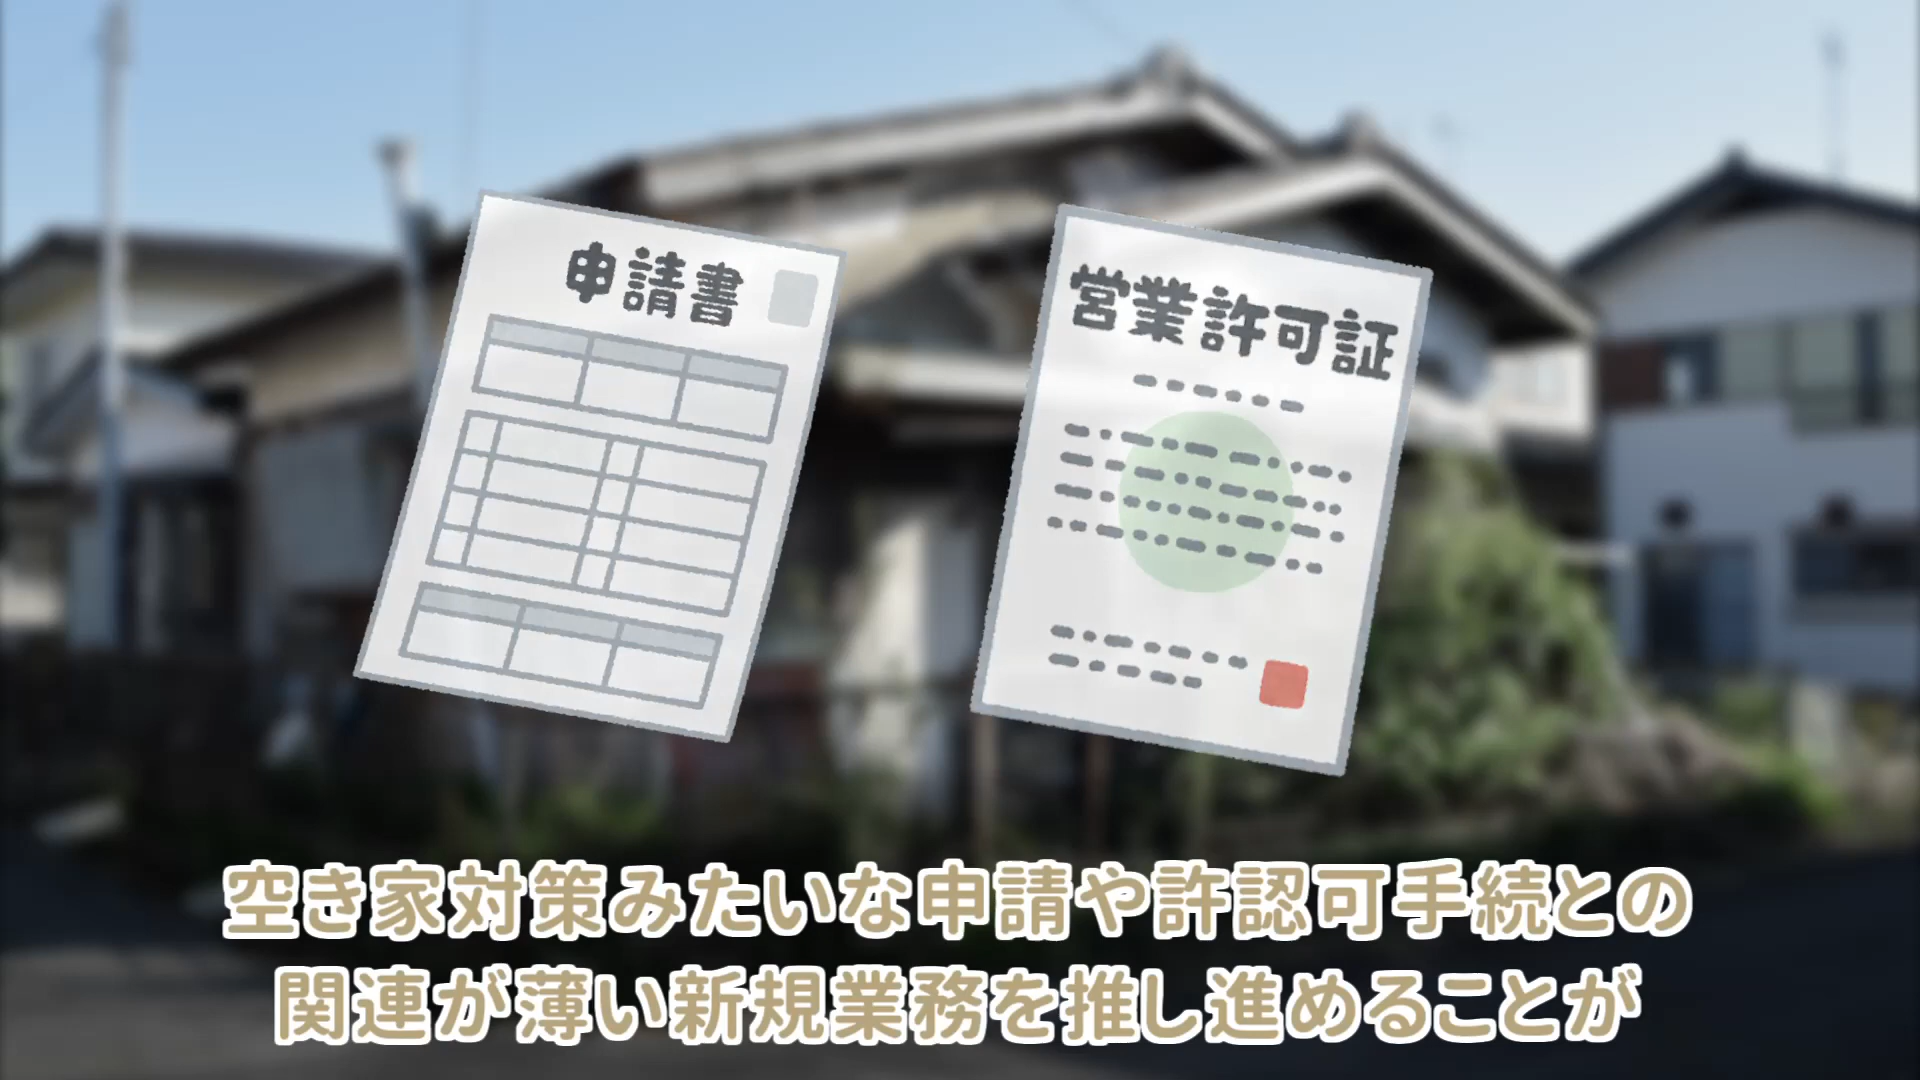 申請書
営業許可証
空き家対策みたいな申請や許認可手続との
関連が薄い新規業務を推し進めることが